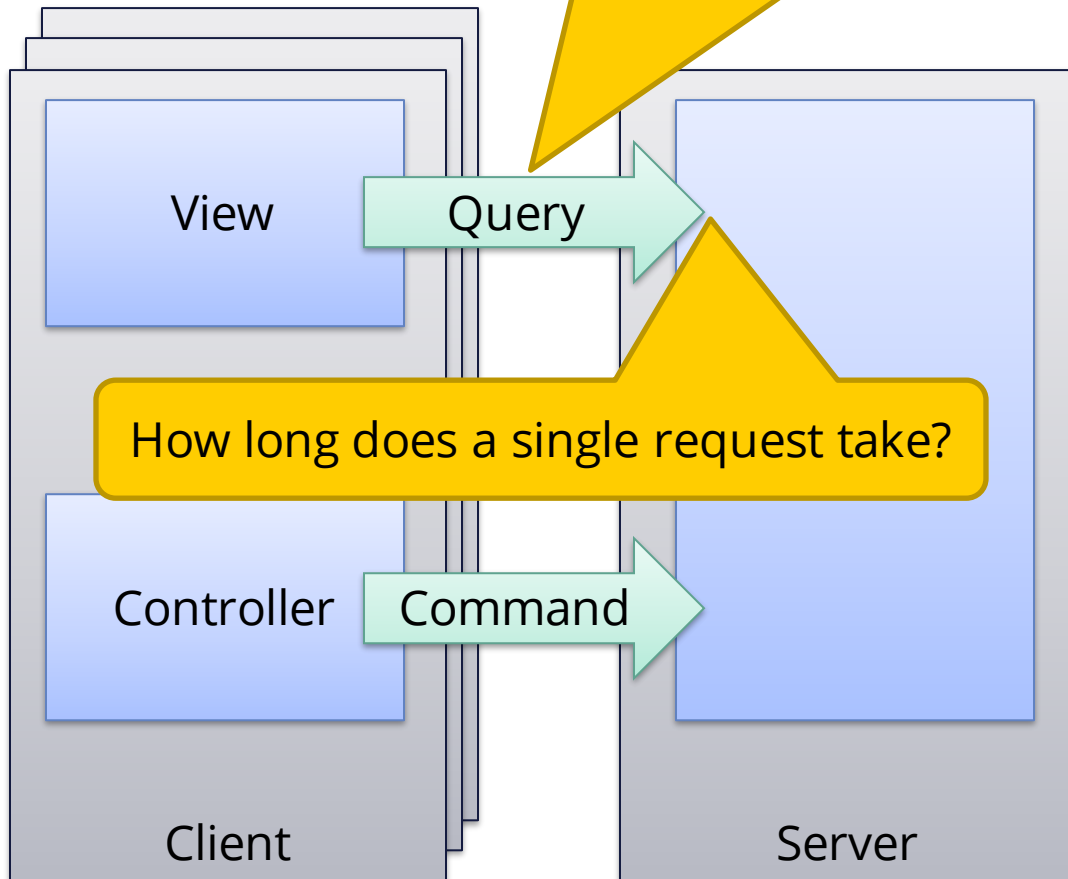 View
Query
How long does a single request take?
Controller
Command
Client
Server